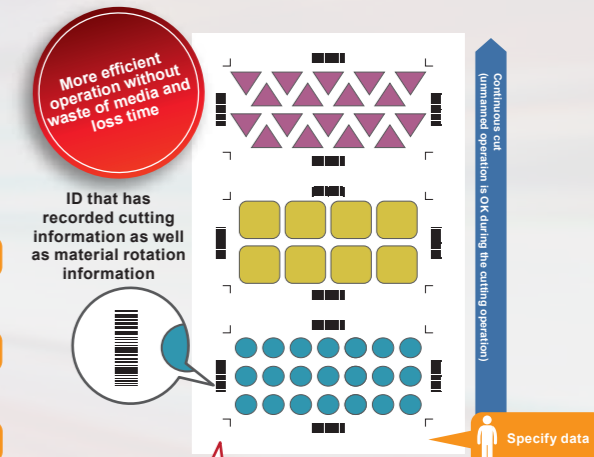 More efficient
operation without
waste of media and
loss time
ID that has
recorded cutting
information as well
as material rotation
information
Continuous cut
(unmanned operation is OK during the cutting operation)
Specify data